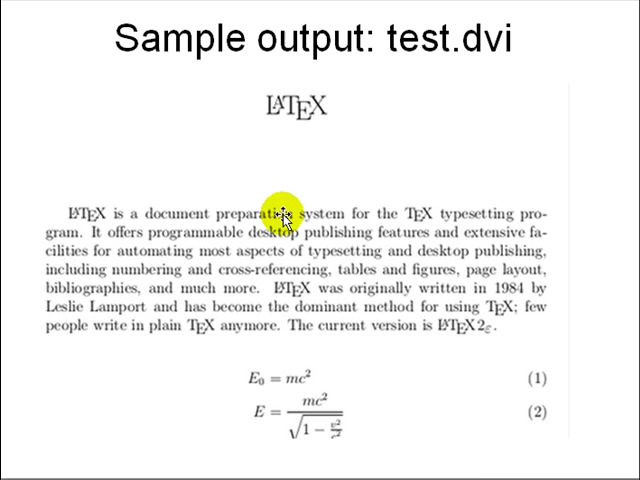 Sample output: test.dvi
LATEX
LATEX is a document preparation system for the TEX typesetting pro-
gram. It offers programmable desktop publishing features and extensive fa-
cilities for automating most aspects of typesetting and desktop publishing,
including numbering and cross-referencing, tables and figures, page layout,
bibliographies, and much more. LATEX was originally written in 1984 by
Leslie Lamport and has become the dominant method for using TEX; few
people write in plain TEX anymore. The current version is LATEX 2ε.
E₀ = mc² (1)
E = mc² / √(1 − v²/c²) (2)